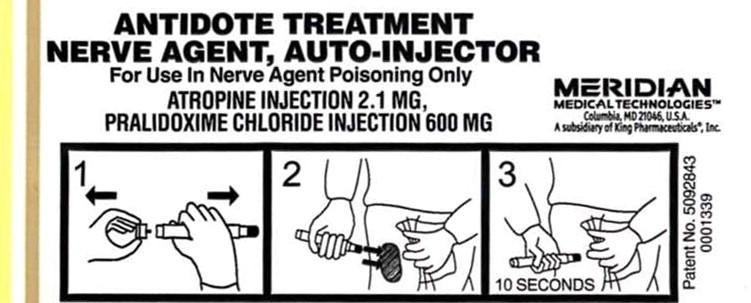 ANTIDOTE TREATMENT
NERVE AGENT, AUTO-INJECTOR
For Use In Nerve Agent Poisoning Only
ATROPINE INJECTION 2.1 MG,
PRALIDOXIME CHLORIDE INJECTION 600 MG
MERIDIAN
MEDICAL TECHNOLOGIES™
Columbia, MD 21046, U.S.A.
A subsidiary of King Pharmaceuticals®, Inc.
1
2
3
10 SECONDS
Patent No. 5092843
0001339